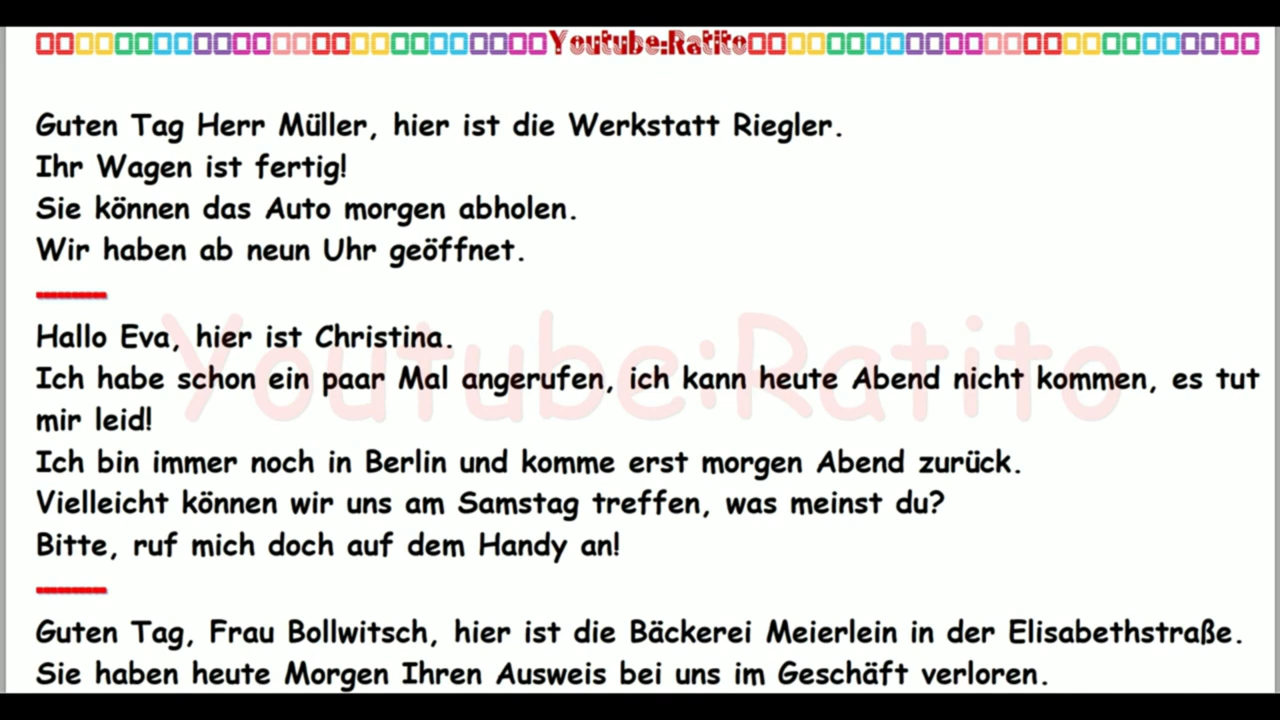 Youtube:Ratito
Guten Tag Herr Müller, hier ist die Werkstatt Riegler.
Ihr Wagen ist fertig!
Sie können das Auto morgen abholen.
Wir haben ab neun Uhr geöffnet.
Hallo Eva, hier ist Christina.
Ich habe schon ein paar Mal angerufen, ich kann heute Abend nicht kommen, es tut
mir leid!
Ich bin immer noch in Berlin und komme erst morgen Abend zurück.
Vielleicht können wir uns am Samstag treffen, was meinst du?
Bitte, ruf mich doch auf dem Handy an!
Guten Tag, Frau Bollwitsch, hier ist die Bäckerei Meierlein in der Elisabethstraße.
Sie haben heute Morgen Ihren Ausweis bei uns im Geschäft verloren.
Youtube:Ratito